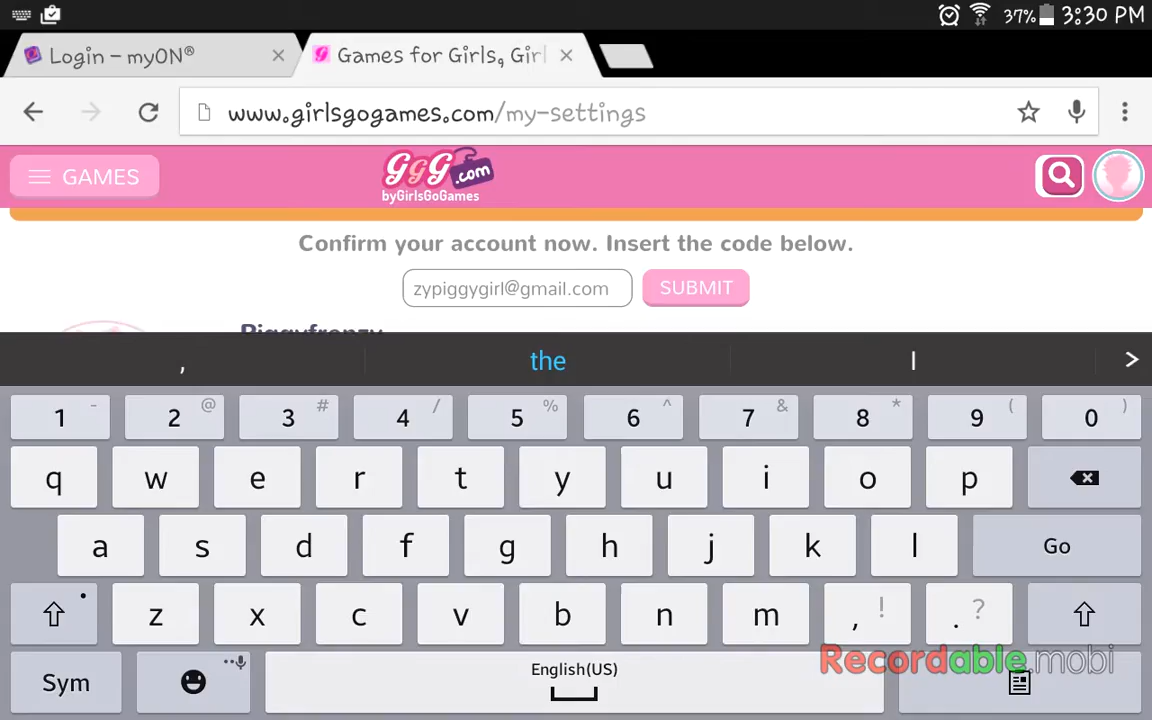 37% 3:30 PM
Login - myON® Games for Girls, Girl
www.girlsgogames.com/my-settings
GAMES GGG.com
byGirlsGoGames
Confirm your account now. Insert the code below.
zypiggygirl@gmail.com SUBMIT
Piggyfrenzy
, the I
1 - 2 @ 3 # 4 / 5 % 6 ^ 7 & 8 * 9 ( 0 )
q w e r t y u i o p
a s d f g h j k l Go
z x c v b n m , ! . ?
Recordable.mobi
Sym English(US)